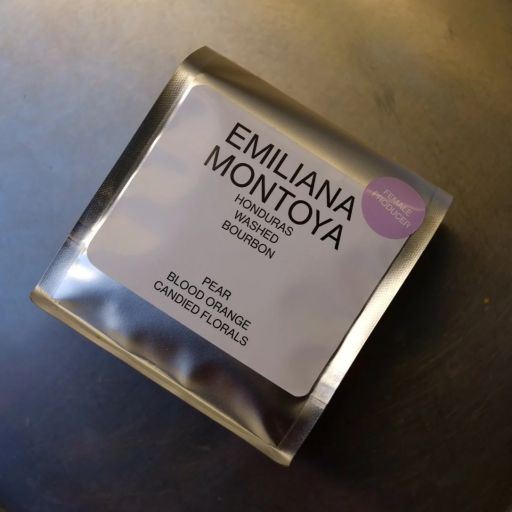 EMILIANA
MONTOYA
HONDURAS
WASHED
BOURBON
PEAR
BLOOD ORANGE
CANDIED FLORALS
FEMALE
PRODUCER